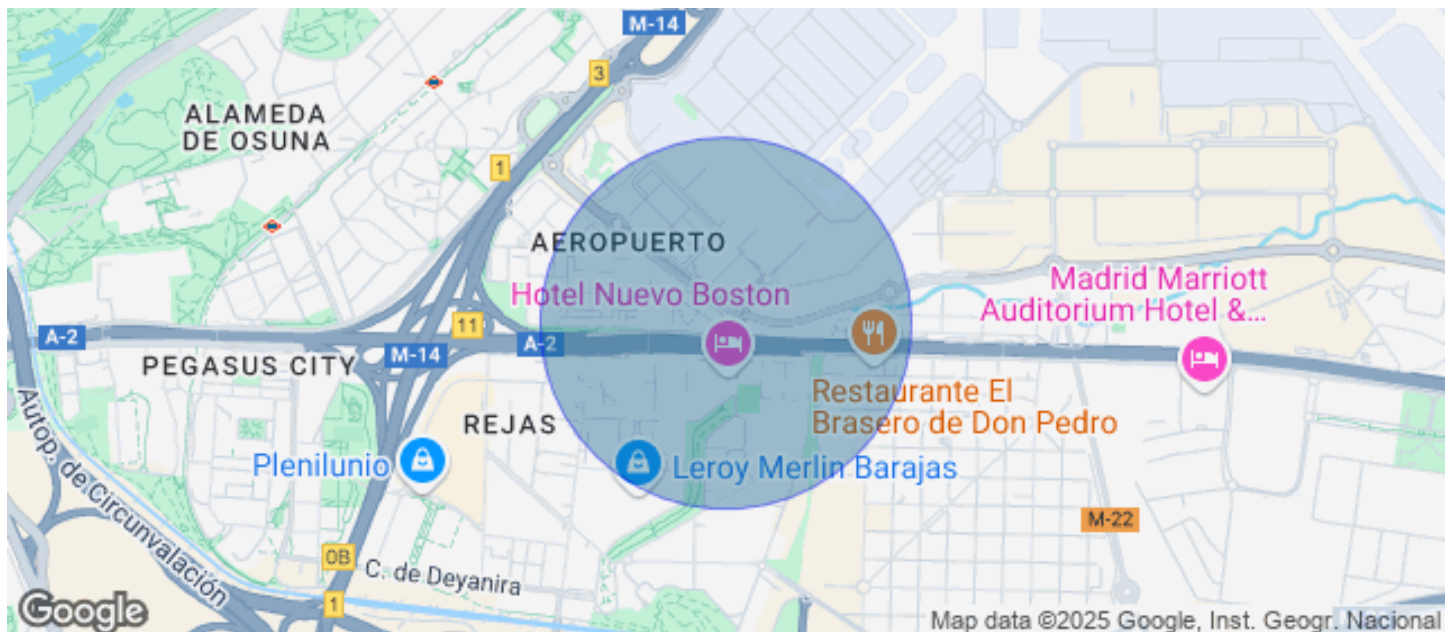 M-14
3
ALAMEDA
DE OSUNA
1
AEROPUERTO
Hotel Nuevo Boston
Madrid Marriott
Auditorium Hotel &...
11
A-2
A-2
M-14
PEGASUS CITY
Restaurante El
Brasero de Don Pedro
REJAS
Plenilunio
Leroy Merlin Barajas
Autop. de Circunvalación
M-22
0B
C. de Deyanira
1
Google
Map data ©2025 Google, Inst. Geogr. Nacional